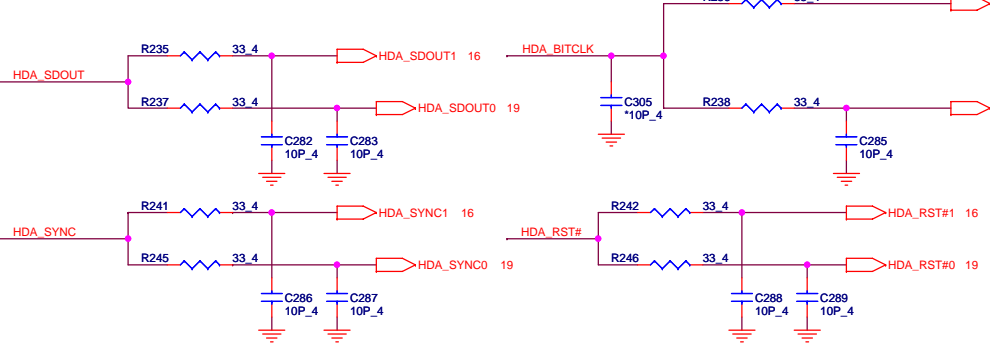 R235 33_4
HDA_SDOUT1 16
HDA_SDOUT
R237 33_4
HDA_SDOUT0 19
C282
10P_4
C283
10P_4
HDA_BITCLK
C305
*10P_4
R238 33_4
C285
10P_4
R241 33_4
HDA_SYNC1 16
HDA_SYNC
R245 33_4
HDA_SYNC0 19
C286
10P_4
C287
10P_4
R242 33_4
HDA_RST#1 16
HDA_RST#
R246 33_4
HDA_RST#0 19
C288
10P_4
C289
10P_4